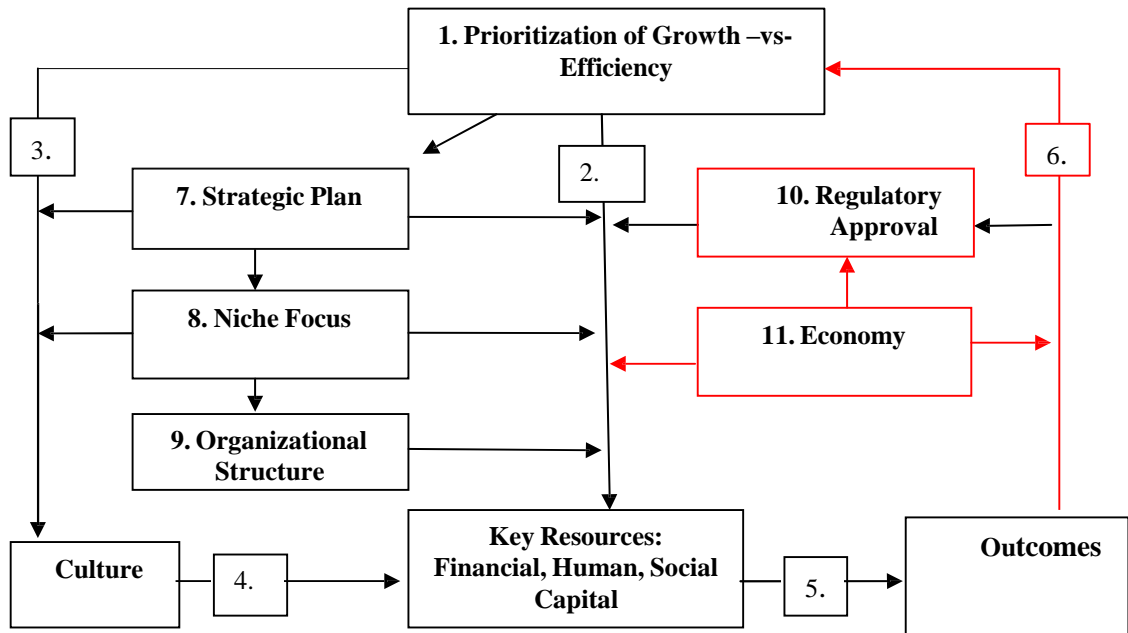 1. Prioritization of Growth –vs-
Efficiency
3.
2.
6.
7. Strategic Plan
10. Regulatory
Approval
8. Niche Focus
11. Economy
9. Organizational
Structure
Culture
4.
Key Resources:
Financial, Human, Social
Capital
5.
Outcomes